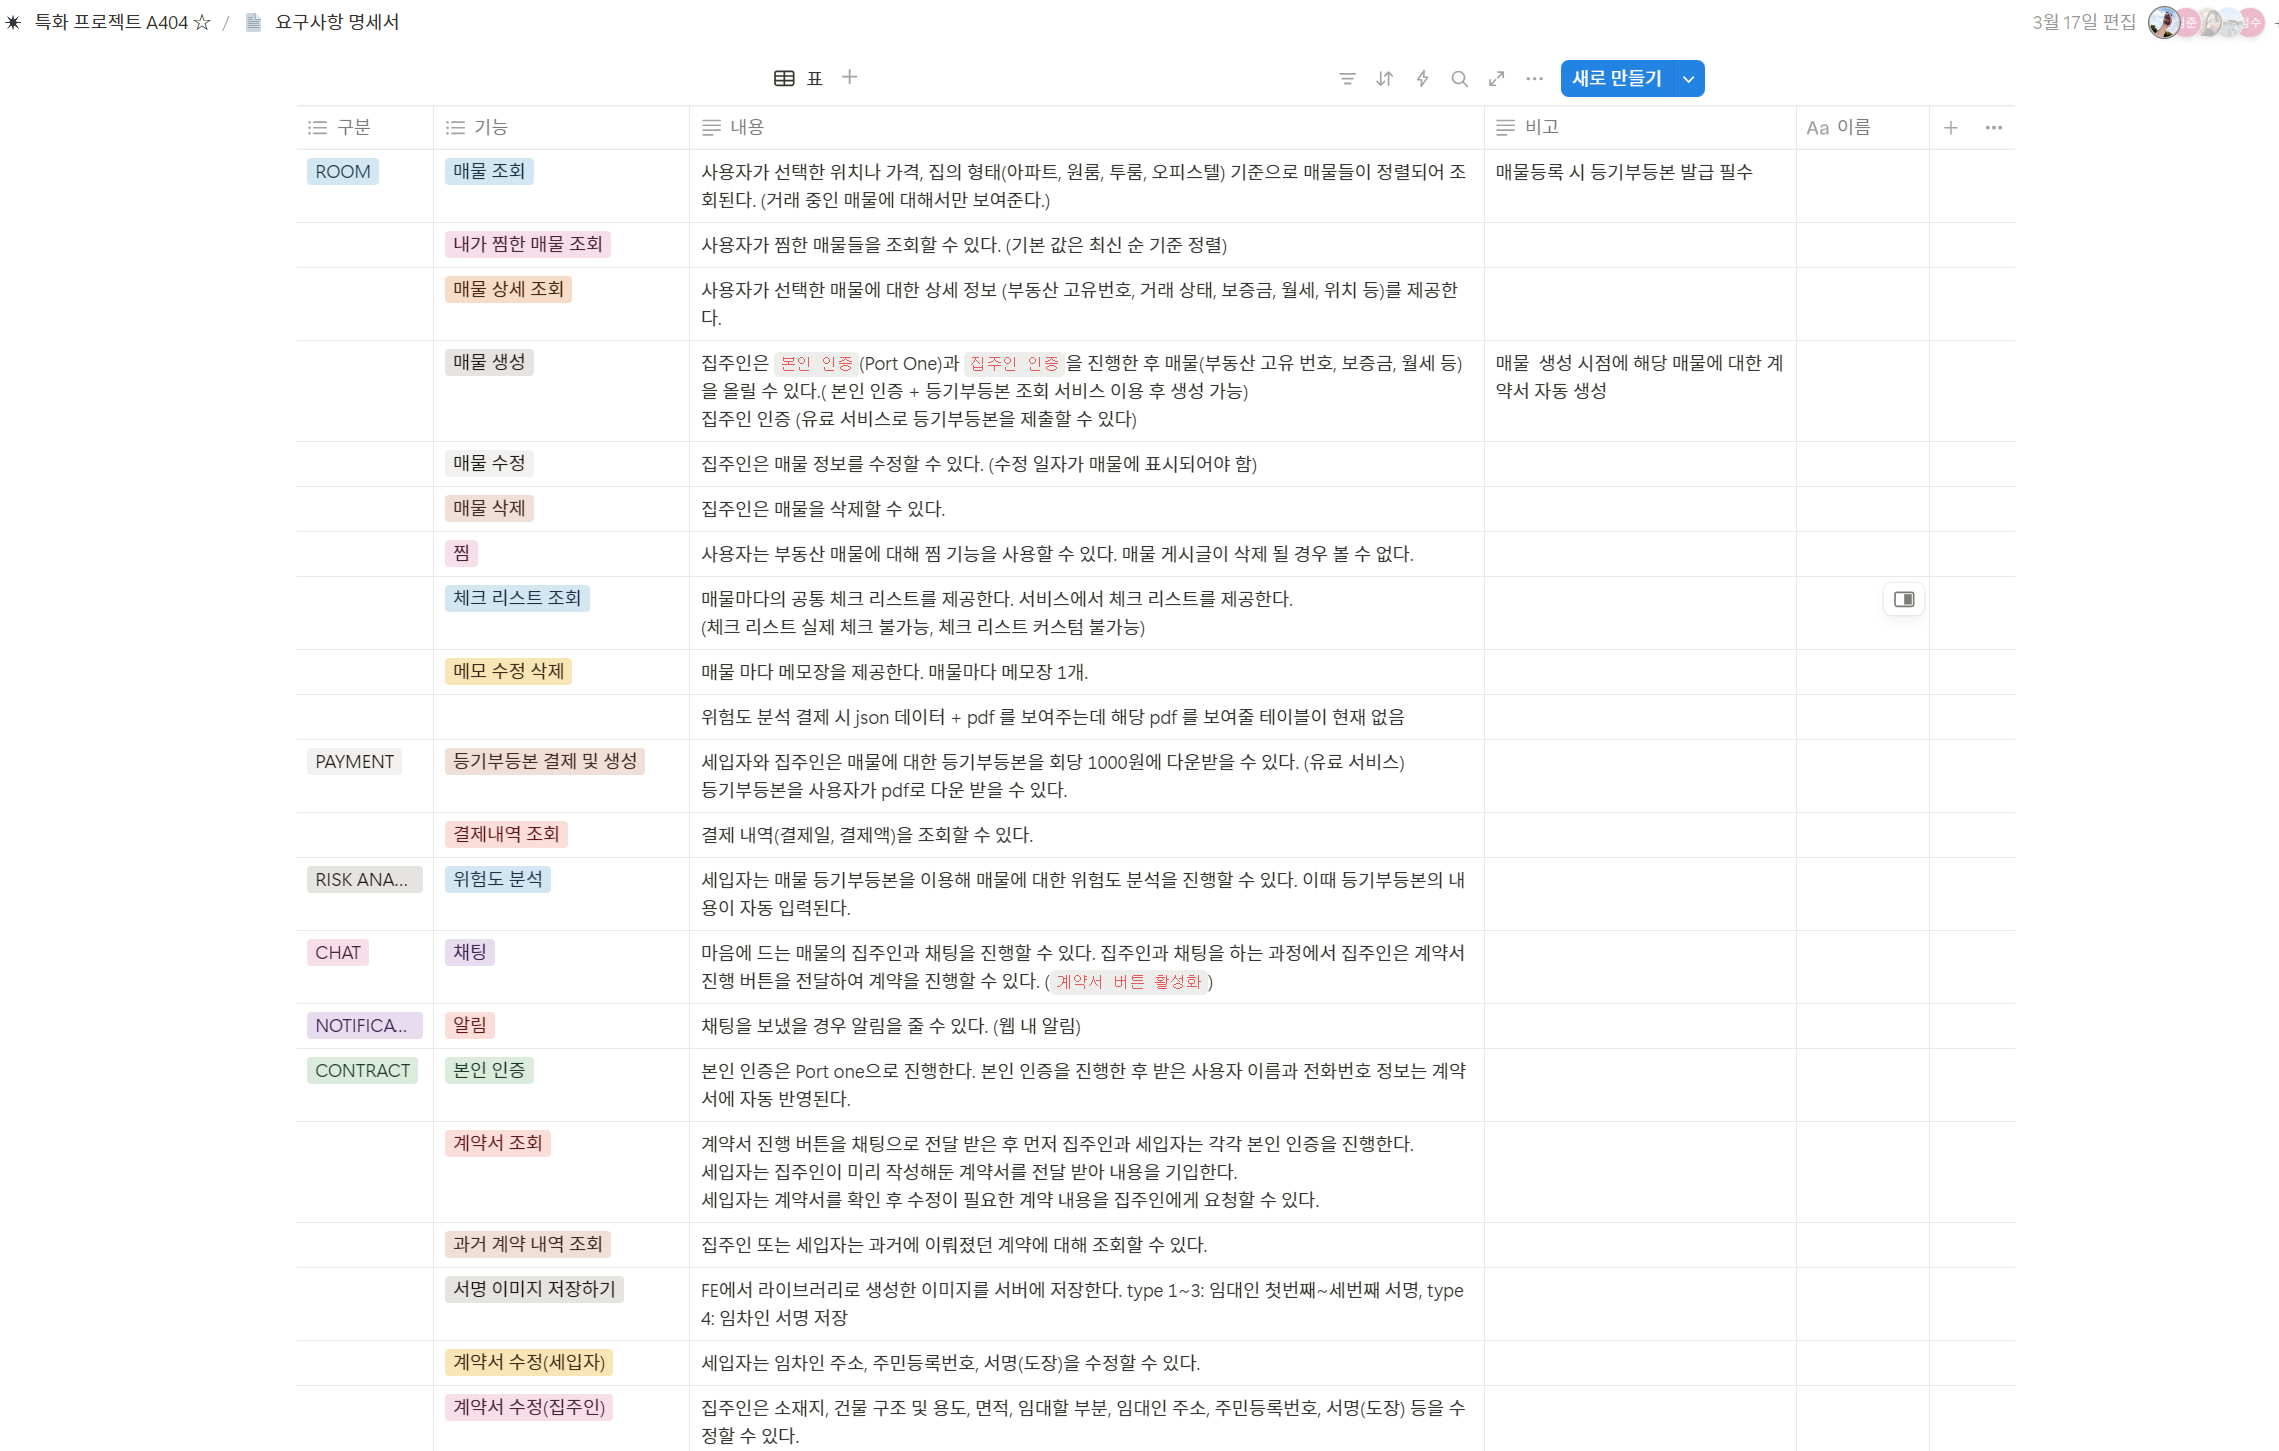 특화 프로젝트 A404 ☆ / 요구사항 명세서
3월 17일 편집
준
정수
표
새로 만들기
구분
기능
내용
비고
Aa 이름
ROOM
매물 조회
사용자가 선택한 위치나 가격, 집의 형태(아파트, 원룸, 투룸, 오피스텔) 기준으로 매물들이 정렬되어 조
회된다. (거래 중인 매물에 대해서만 보여준다.)
매물등록 시 등기부등본 발급 필수
내가 찜한 매물 조회
사용자가 찜한 매물들을 조회할 수 있다. (기본 값은 최신 순 기준 정렬)
매물 상세 조회
사용자가 선택한 매물에 대한 상세 정보 (부동산 고유번호, 거래 상태, 보증금, 월세, 위치 등)를 제공한
다.
매물 생성
집주인은 본인 인증(Port One)과 집주인 인증을 진행한 후 매물(부동산 고유 번호, 보증금, 월세 등)
을 올릴 수 있다.( 본인 인증 + 등기부등본 조회 서비스 이용 후 생성 가능)
집주인 인증 (유료 서비스로 등기부등본을 제출할 수 있다)
매물  생성 시점에 해당 매물에 대한 계
약서 자동 생성
매물 수정
집주인은 매물 정보를 수정할 수 있다. (수정 일자가 매물에 표시되어야 함)
매물 삭제
집주인은 매물을 삭제할 수 있다.
찜
사용자는 부동산 매물에 대해 찜 기능을 사용할 수 있다. 매물 게시글이 삭제 될 경우 볼 수 없다.
체크 리스트 조회
매물마다의 공통 체크 리스트를 제공한다. 서비스에서 체크 리스트를 제공한다.
(체크 리스트 실제 체크 불가능, 체크 리스트 커스텀 불가능)
메모 수정 삭제
매물 마다 메모장을 제공한다. 매물마다 메모장 1개.
위험도 분석 결제 시 json 데이터 + pdf 를 보여주는데 해당 pdf 를 보여줄 테이블이 현재 없음
PAYMENT
등기부등본 결제 및 생성
세입자와 집주인은 매물에 대한 등기부등본을 회당 1000원에 다운받을 수 있다. (유료 서비스)
등기부등본을 사용자가 pdf로 다운 받을 수 있다.
결제내역 조회
결제 내역(결제일, 결제액)을 조회할 수 있다.
RISK ANA...
위험도 분석
세입자는 매물 등기부등본을 이용해 매물에 대한 위험도 분석을 진행할 수 있다. 이때 등기부등본의 내
용이 자동 입력된다.
CHAT
채팅
마음에 드는 매물의 집주인과 채팅을 진행할 수 있다. 집주인과 채팅을 하는 과정에서 집주인은 계약서
진행 버튼을 전달하여 계약을 진행할 수 있다. (계약서 버튼 활성화)
NOTIFICA...
알림
채팅을 보냈을 경우 알림을 줄 수 있다. (웹 내 알림)
CONTRACT
본인 인증
본인 인증은 Port one으로 진행한다. 본인 인증을 진행한 후 받은 사용자 이름과 전화번호 정보는 계약
서에 자동 반영된다.
계약서 조회
계약서 진행 버튼을 채팅으로 전달 받은 후 먼저 집주인과 세입자는 각각 본인 인증을 진행한다.
세입자는 집주인이 미리 작성해둔 계약서를 전달 받아 내용을 기입한다.
세입자는 계약서를 확인 후 수정이 필요한 계약 내용을 집주인에게 요청할 수 있다.
과거 계약 내역 조회
집주인 또는 세입자는 과거에 이뤄졌던 계약에 대해 조회할 수 있다.
서명 이미지 저장하기
FE에서 라이브러리로 생성한 이미지를 서버에 저장한다. type 1~3: 임대인 첫번째~세번째 서명, type
4: 임차인 서명 저장
계약서 수정(세입자)
세입자는 임차인 주소, 주민등록번호, 서명(도장)을 수정할 수 있다.
계약서 수정(집주인)
집주인은 소재지, 건물 구조 및 용도, 면적, 임대할 부분, 임대인 주소, 주민등록번호, 서명(도장) 등을 수
정할 수 있다.